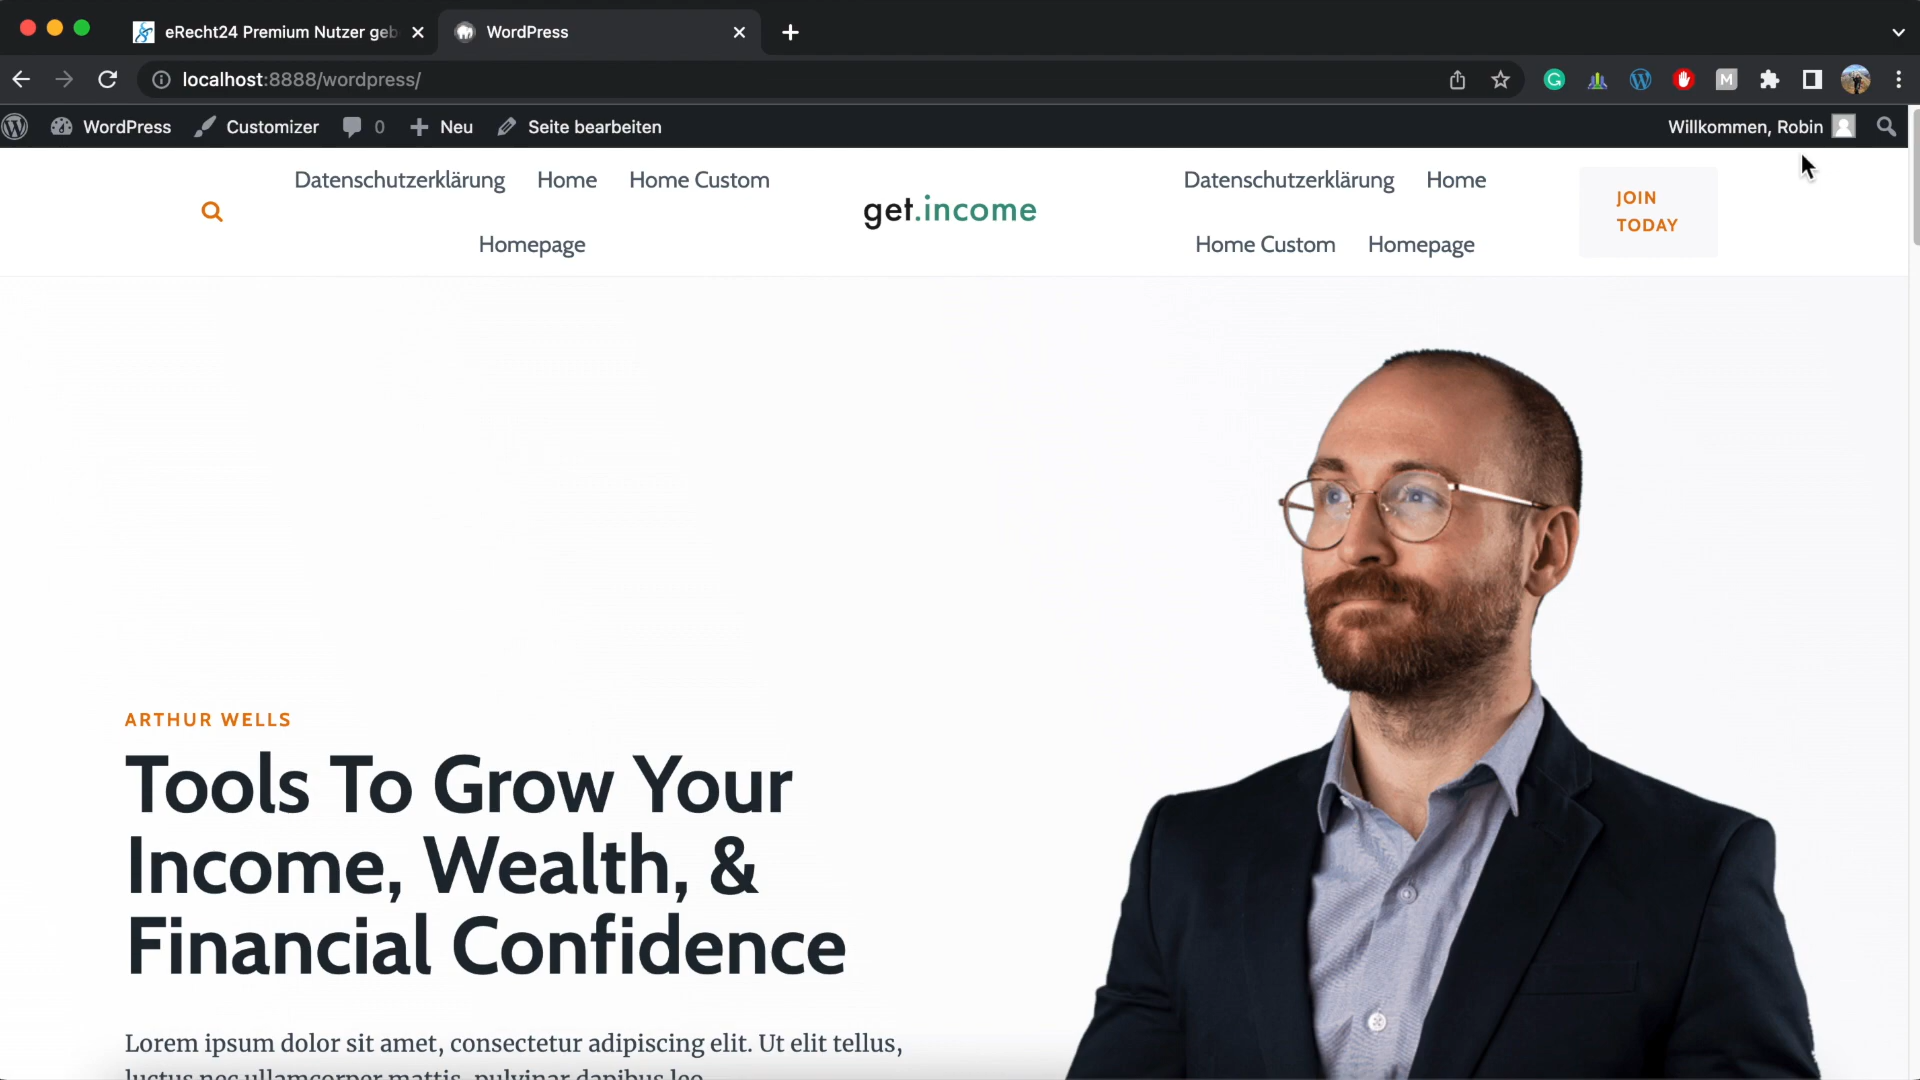 eRecht24 Premium Nutzer geb
WordPress
localhost:8888/wordpress/
WordPress
Customizer
0
Neu
Seite bearbeiten
Willkommen, Robin
Datenschutzerklärung
Home
Home Custom
Homepage
get.income
Datenschutzerklärung
Home
Home Custom
Homepage
JOIN
TODAY
ARTHUR WELLS
Tools To Grow Your
Income, Wealth, &
Financial Confidence
Lorem ipsum dolor sit amet, consectetur adipiscing elit. Ut elit tellus,
luctus nec ullamcorper mattis, pulvinar dapibus leo.